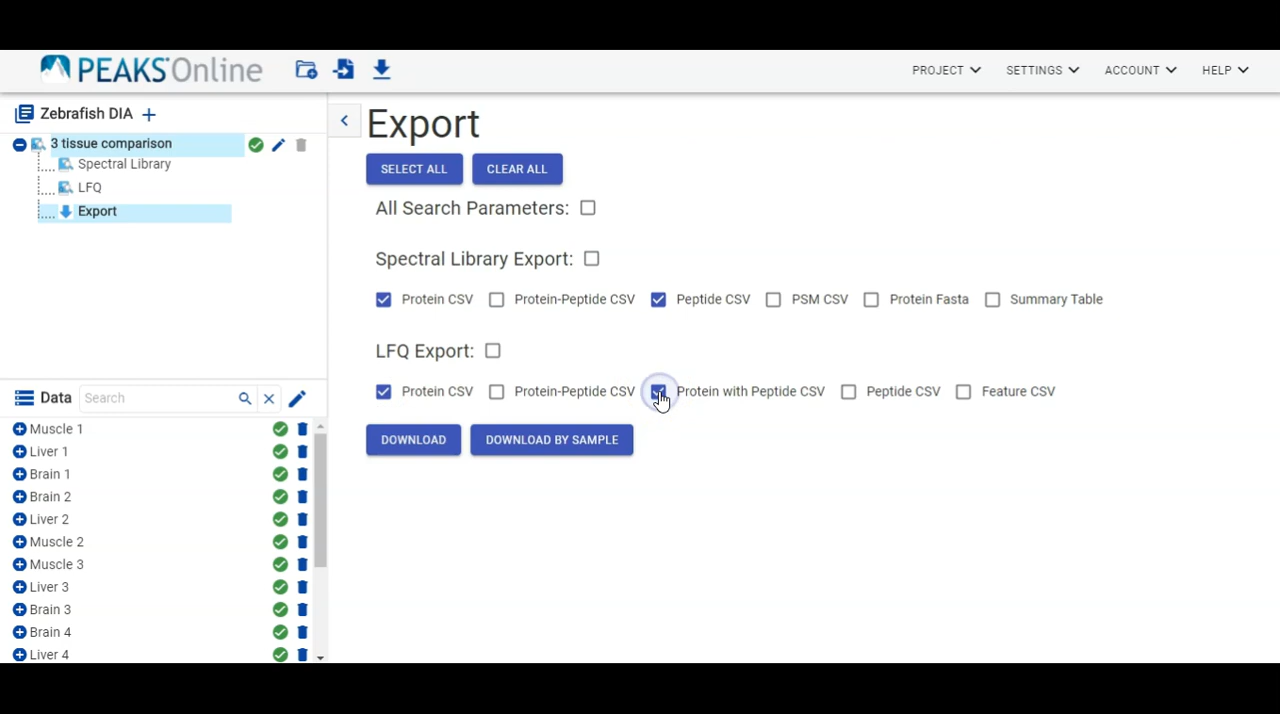 PEAKS Online
PROJECT
SETTINGS
ACCOUNT
HELP
Zebrafish DIA
3 tissue comparison
Spectral Library
LFQ
Export
Data
Search
Muscle 1
Liver 1
Brain 1
Brain 2
Liver 2
Muscle 2
Muscle 3
Liver 3
Brain 3
Brain 4
Liver 4
Export
SELECT ALL CLEAR ALL
All Search Parameters:
Spectral Library Export:
Protein CSV Protein-Peptide CSV Peptide CSV PSM CSV Protein Fasta Summary Table
LFQ Export:
Protein CSV Protein-Peptide CSV Protein with Peptide CSV Peptide CSV Feature CSV
DOWNLOAD DOWNLOAD BY SAMPLE